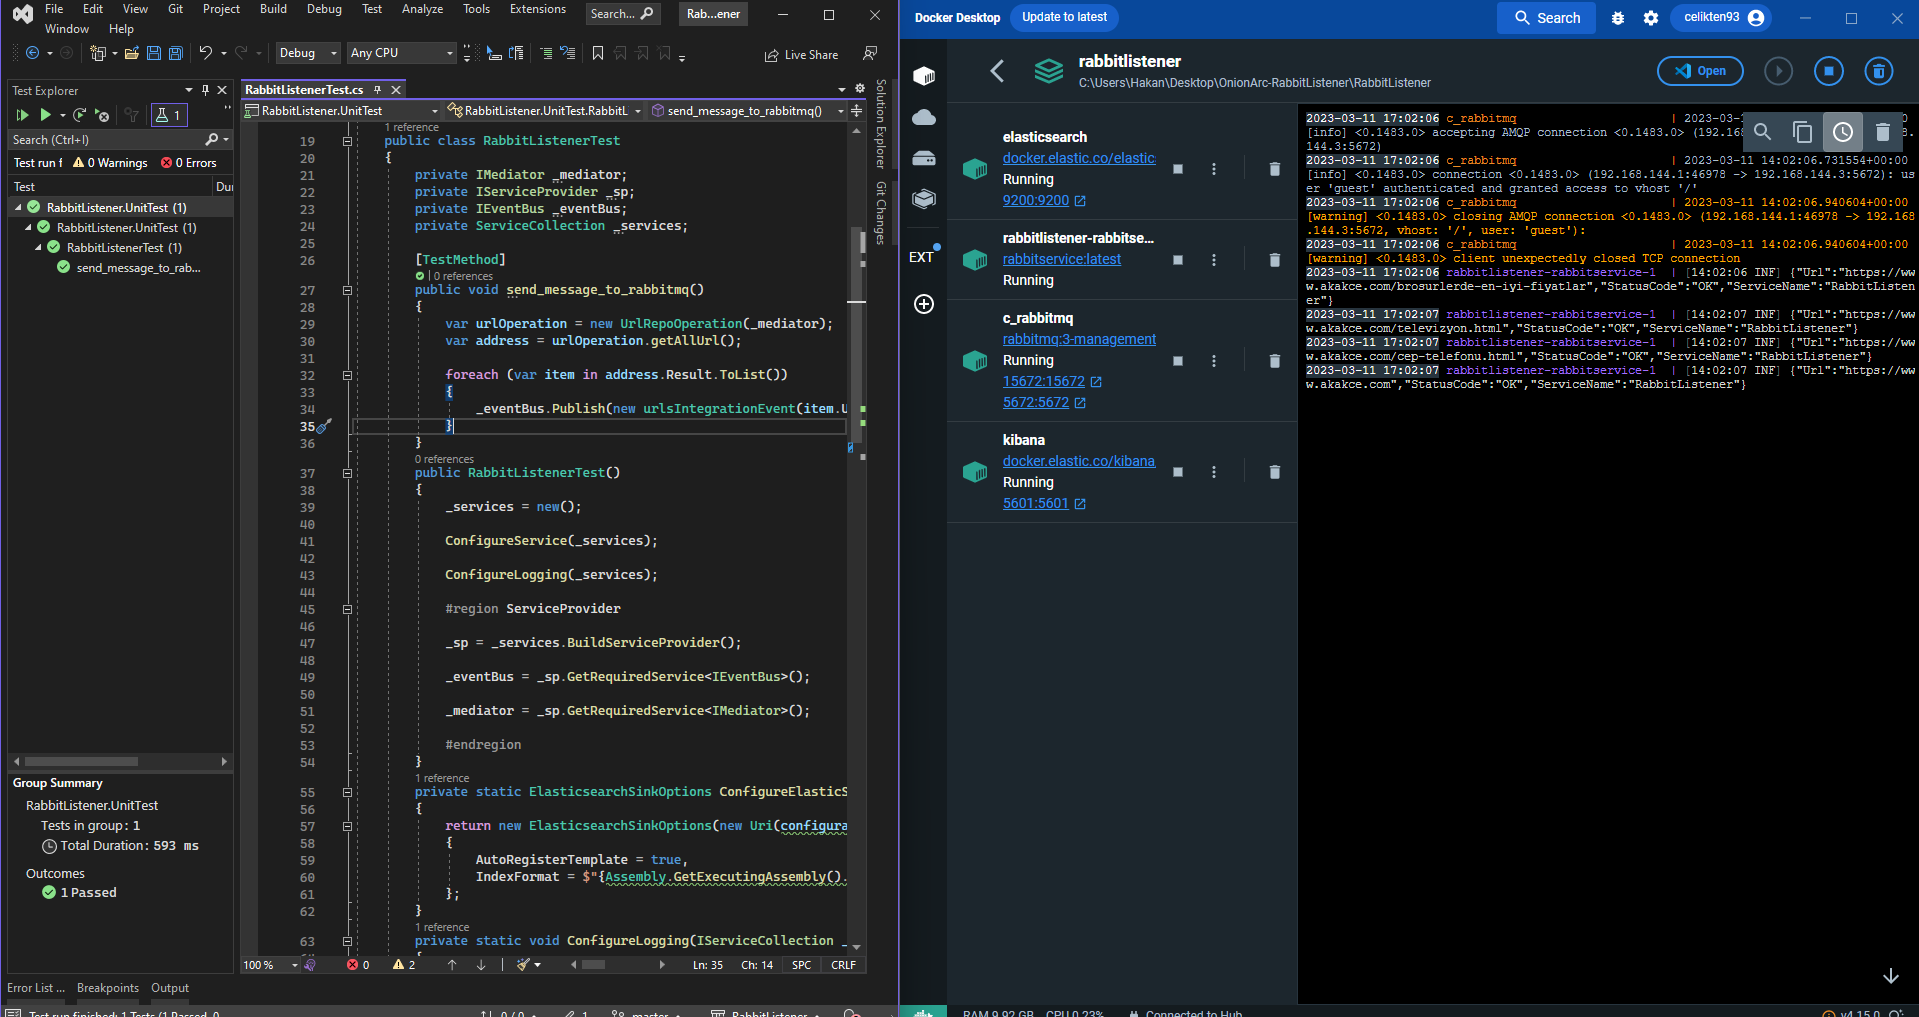 File Edit View Git Project Build Debug Test Analyze Tools Extensions Search... Rab...ener
Window Help
Debug Any CPU Live Share
Test Explorer
1
Search (Ctrl+I)
Test run f 0 Warnings 0 Errors
Test Dur
RabbitListener.UnitTest (1)
RabbitListener.UnitTest (1)
RabbitListenerTest (1)
send_message_to_rab...
Group Summary
RabbitListener.UnitTest
Tests in group: 1
Total Duration: 593 ms
Outcomes
1 Passed
RabbitListenerTest.cs
RabbitListener.UnitTest RabbitListener.UnitTest.RabbitL send_message_to_rabbitmq()
1 reference
19 public class RabbitListenerTest
20 {
21 private IMediator _mediator;
22 private IServiceProvider _sp;
23 private IEventBus _eventBus;
24 private ServiceCollection _services;
25
26 [TestMethod]
0 references
27 public void send_message_to_rabbitmq()
28 {
29 var urlOperation = new UrlRepoOperation(_mediator);
30 var address = urlOperation.getAllUrl();
31
32 foreach (var item in address.Result.ToList())
33 {
34 _eventBus.Publish(new urlsIntegrationEvent(item.U
35 }
36 }
0 references
37 public RabbitListenerTest()
38 {
39 _services = new();
40
41 ConfigureService(_services);
42
43 ConfigureLogging(_services);
44
45 #region ServiceProvider
46
47 _sp = _services.BuildServiceProvider();
48
49 _eventBus = _sp.GetRequiredService<IEventBus>();
50
51 _mediator = _sp.GetRequiredService<IMediator>();
52
53 #endregion
54 }
1 reference
55 private static ElasticsearchSinkOptions ConfigureElasticS
56 {
57 return new ElasticsearchSinkOptions(new Uri(configura
58 {
59 AutoRegisterTemplate = true,
60 IndexFormat = $"{Assembly.GetExecutingAssembly().
61 };
62 }
1 reference
63 private static void ConfigureLogging(IServiceCollection _
100 % 0 2 Ln: 35 Ch: 14 SPC CRLF
Solution Explorer
Git Changes
Error List ... Breakpoints Output
Test run finished: 1 Tests (1 Passed, 0 0 / 0 1 master RabbitListener
Docker Desktop Update to latest Search celikten93
EXT
rabbitlistener
C:\Users\Hakan\Desktop\OnionArc-RabbitListener\RabbitListener
Open
elasticsearch
docker.elastic.co/elastic:
Running
9200:9200
rabbitlistener-rabbitse...
rabbitservice:latest
Running
c_rabbitmq
rabbitmq:3-management
Running
15672:15672
5672:5672
kibana
docker.elastic.co/kibana
Running
5601:5601
2023-03-11 17:02:06 c_rabbitmq | 2023-03-1
[info] <0.1483.0> accepting AMQP connection <0.1483.0> (192.16
144.3:5672)
2023-03-11 17:02:06 c_rabbitmq | 2023-03-11 14:02:06.731554+00:00
[info] <0.1483.0> connection <0.1483.0> (192.168.144.1:46978 -> 192.168.144.3:5672): us
er 'guest' authenticated and granted access to vhost '/'
2023-03-11 17:02:06 c_rabbitmq | 2023-03-11 14:02:06.940604+00:00
[warning] <0.1483.0> closing AMQP connection <0.1483.0> (192.168.144.1:46978 -> 192.168
.144.3:5672, vhost: '/', user: 'guest'):
2023-03-11 17:02:06 c_rabbitmq | 2023-03-11 14:02:06.940604+00:00
[warning] <0.1483.0> client unexpectedly closed TCP connection
2023-03-11 17:02:06 rabbitlistener-rabbitservice-1 | [14:02:06 INF] {"Url":"https://ww
w.akakce.com/brosurlerde-en-iyi-fiyatlar","StatusCode":"OK","ServiceName":"RabbitListen
er"}
2023-03-11 17:02:07 rabbitlistener-rabbitservice-1 | [14:02:07 INF] {"Url":"https://ww
w.akakce.com/televizyon.html","StatusCode":"OK","ServiceName":"RabbitListener"}
2023-03-11 17:02:07 rabbitlistener-rabbitservice-1 | [14:02:07 INF] {"Url":"https://ww
w.akakce.com/cep-telefonu.html","StatusCode":"OK","ServiceName":"RabbitListener"}
2023-03-11 17:02:07 rabbitlistener-rabbitservice-1 | [14:02:07 INF] {"Url":"https://ww
w.akakce.com","StatusCode":"OK","ServiceName":"RabbitListener"}
RAM 9.92 GB CPU 0.23% Connected to Hub v4.15.0